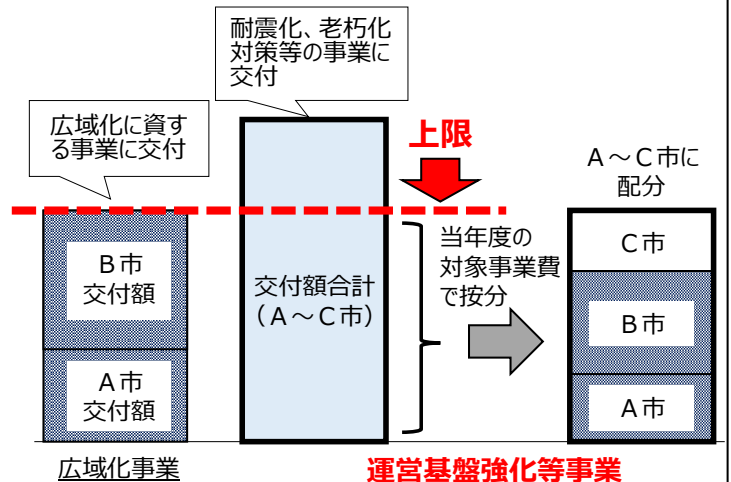 耐震化、老朽化
対策等の事業に
交付
広域化に資す
る事業に交付
上限
A~C市に
配分
B市
交付額
A市
交付額
交付額合計
(A~C市)
当年度の
対象事業費
で按分
C市
B市
A市
広域化事業
運営基盤強化等事業